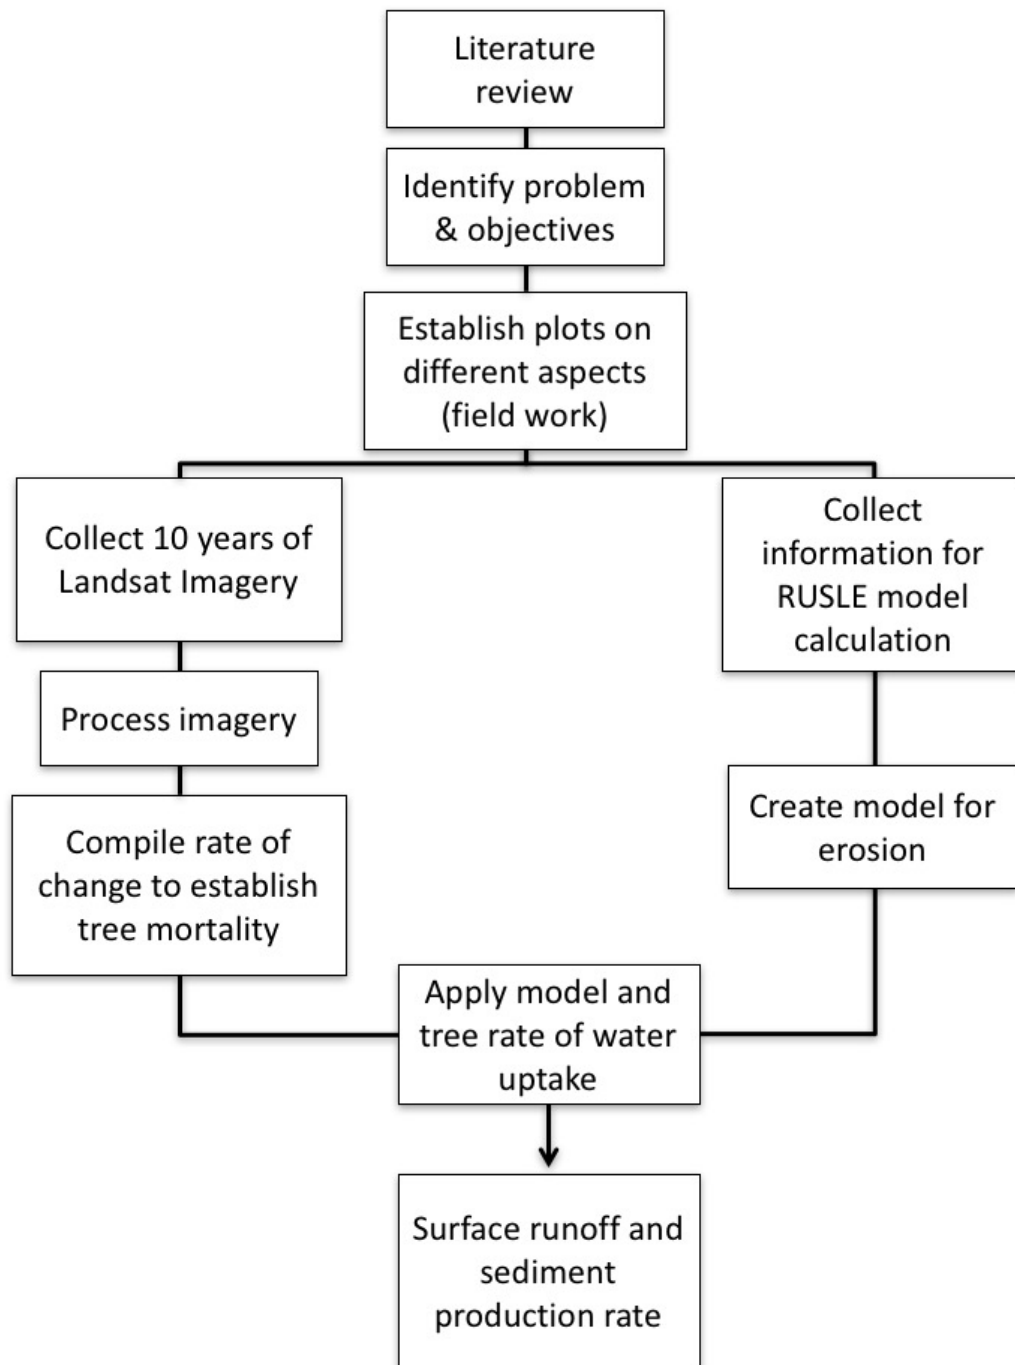 Literature
review
Identify problem
& objectives
Establish plots on
different aspects
(field work)
Collect 10 years of
Landsat Imagery
Process imagery
Compile rate of
change to establish
tree mortality
Collect
information for
RUSLE model
calculation
Create model for
erosion
Apply model and
tree rate of water
uptake
Surface runoff and
sediment
production rate